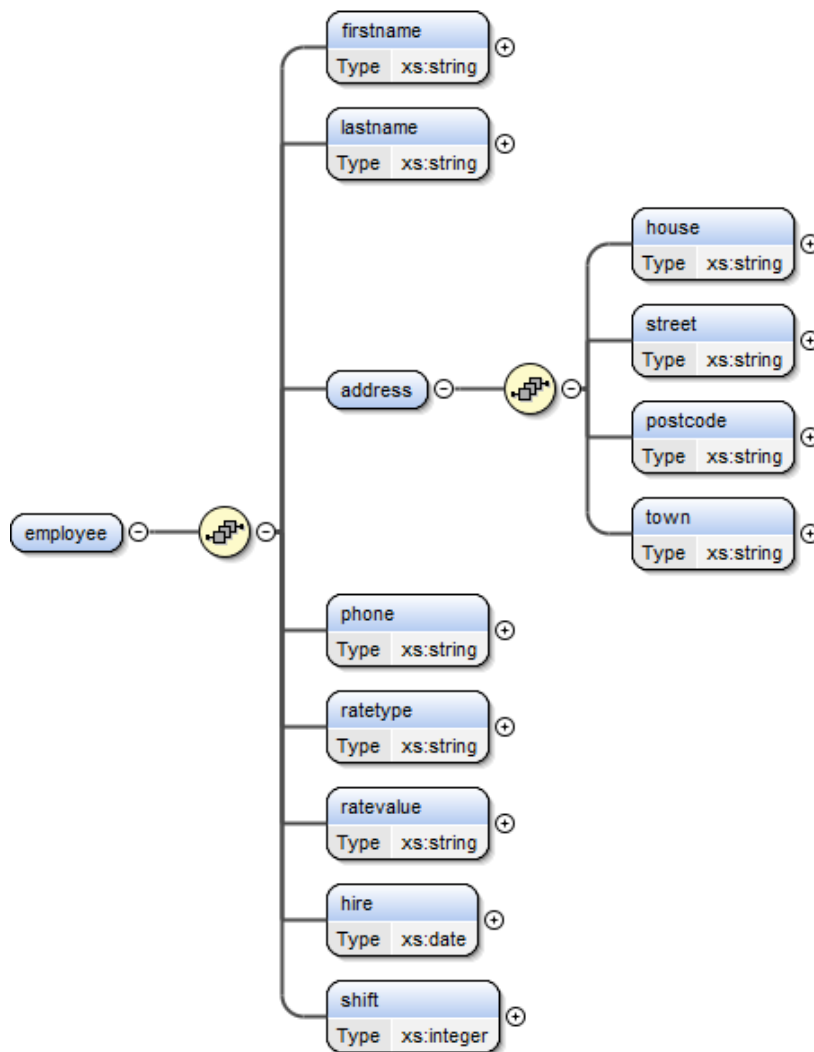 firstname
Type xs:string
lastname
Type xs:string
house
Type xs:string
street
Type xs:string
address
postcode
Type xs:string
town
Type xs:string
employee
phone
Type xs:string
ratetype
Type xs:string
ratevalue
Type xs:string
hire
Type xs:date
shift
Type xs:integer